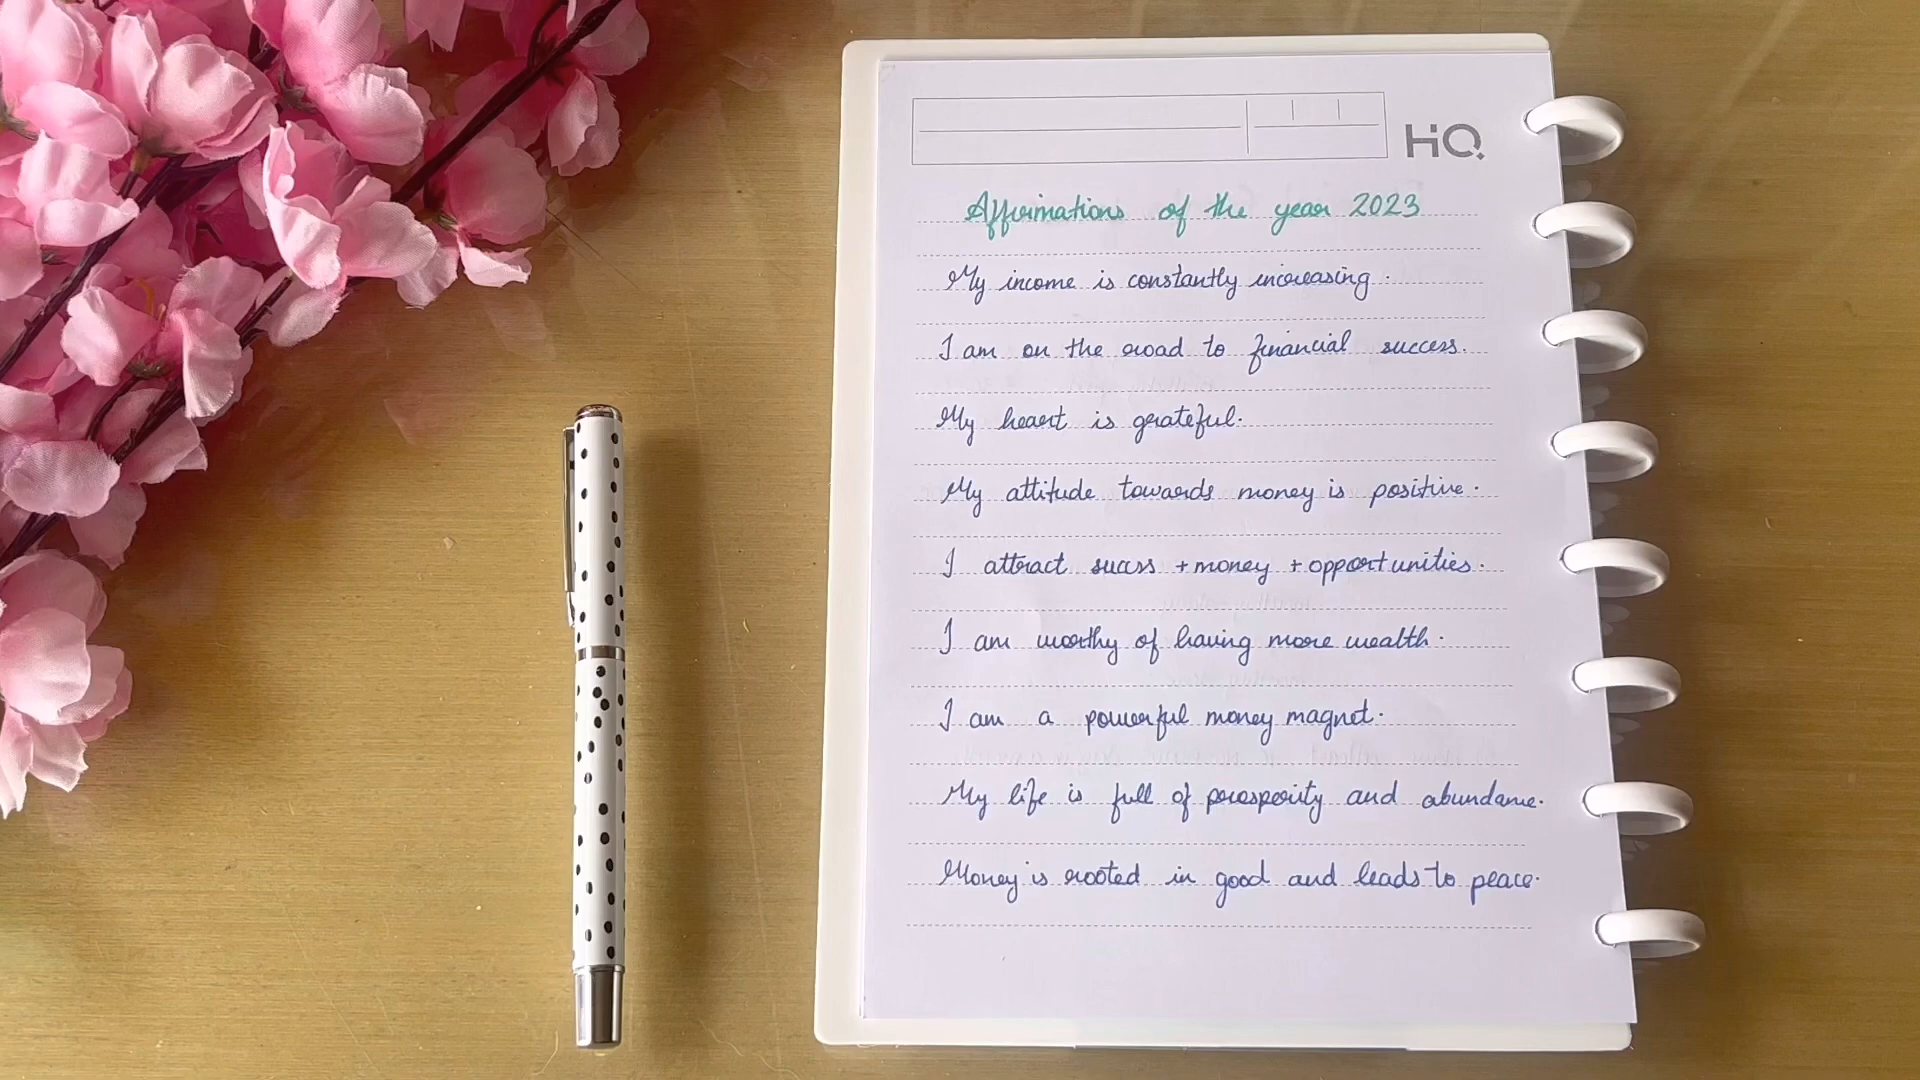 HQ
Affirmations of the year 2023
My income is constantly increasing.
I am on the road to financial success.
My heart is grateful.
My attitude towards money is positive.
I attract succss + money + opportunities.
I am worthy of having more wealth.
I am a powerful money magnet.
My life is full of prosperity and abundance.
Money is rooted in good and leads to peace.